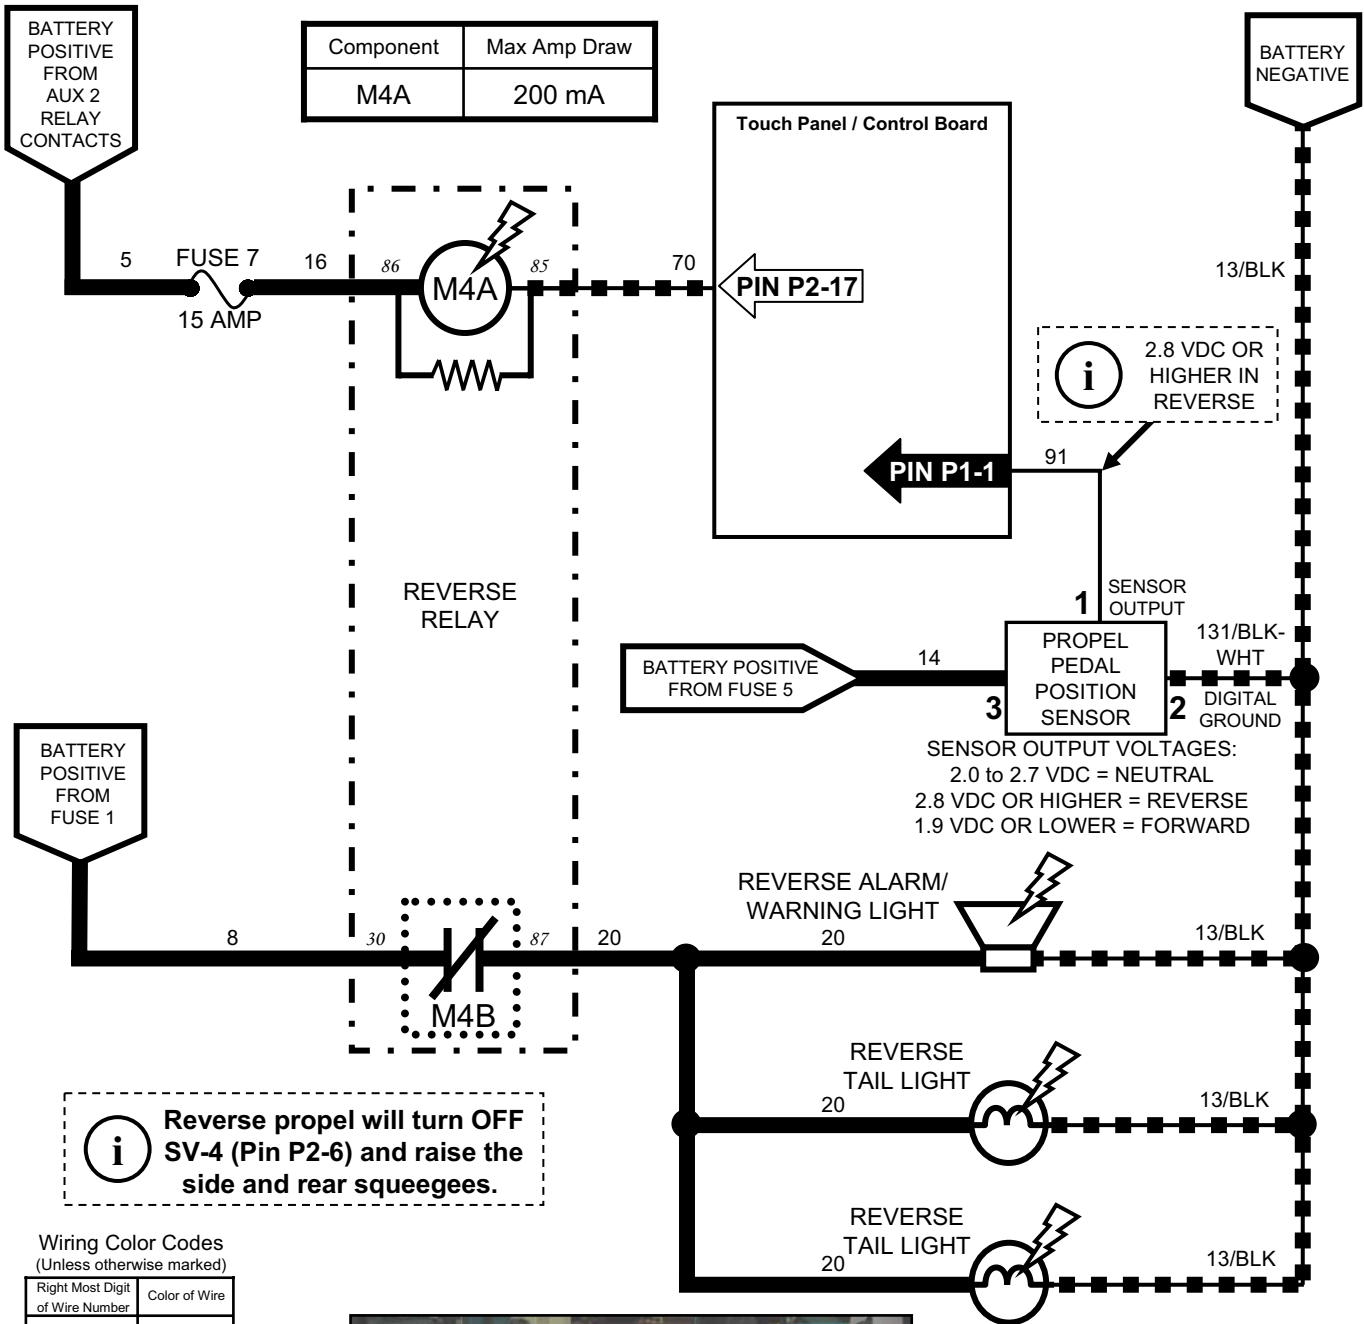 BATTERY
POSITIVE
FROM
AUX 2
RELAY
CONTACTS
Component Max Amp Draw
M4A 200 mA
BATTERY
NEGATIVE
Touch Panel / Control Board
5
FUSE 7
15 AMP
16
86
M4A
85
70
PIN P2-17
13/BLK
2.8 VDC OR
HIGHER IN
REVERSE
i
PIN P1-1
91
REVERSE
RELAY
1
SENSOR
OUTPUT
BATTERY POSITIVE
FROM FUSE 5
14
3
PROPEL
PEDAL
POSITION
SENSOR
2
131/BLK-
WHT
DIGITAL
GROUND
SENSOR OUTPUT VOLTAGES:
2.0 to 2.7 VDC = NEUTRAL
2.8 VDC OR HIGHER = REVERSE
1.9 VDC OR LOWER = FORWARD
BATTERY
POSITIVE
FROM
FUSE 1
8
30
M4B
87
20
REVERSE ALARM/
WARNING LIGHT
20
13/BLK
REVERSE
TAIL LIGHT
20
13/BLK
REVERSE
TAIL LIGHT
20
13/BLK
i
Reverse propel will turn OFF
SV-4 (Pin P2-6) and raise the
side and rear squeegees.
Wiring Color Codes
(Unless otherwise marked)
Right Most Digit
of Wire Number
Color of Wire